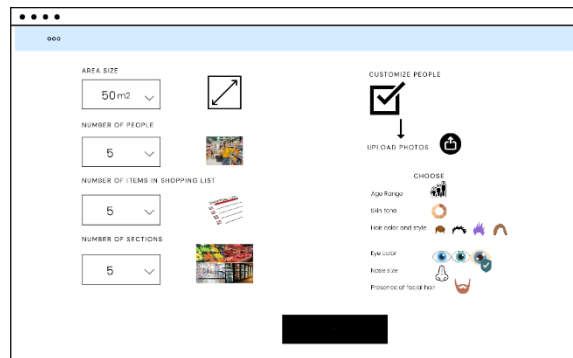 AREA SIZE
50 m2
NUMBER OF PEOPLE
5
NUMBER OF ITEMS IN SHOPPING LIST
5
NUMBER OF SECTIONS
5
CUSTOMIZE PEOPLE
UPLOAD PHOTOS
CHOOSE
Age Range
Skin tone
Hair color and style
Eye color
Nose size
Presence of facial hair